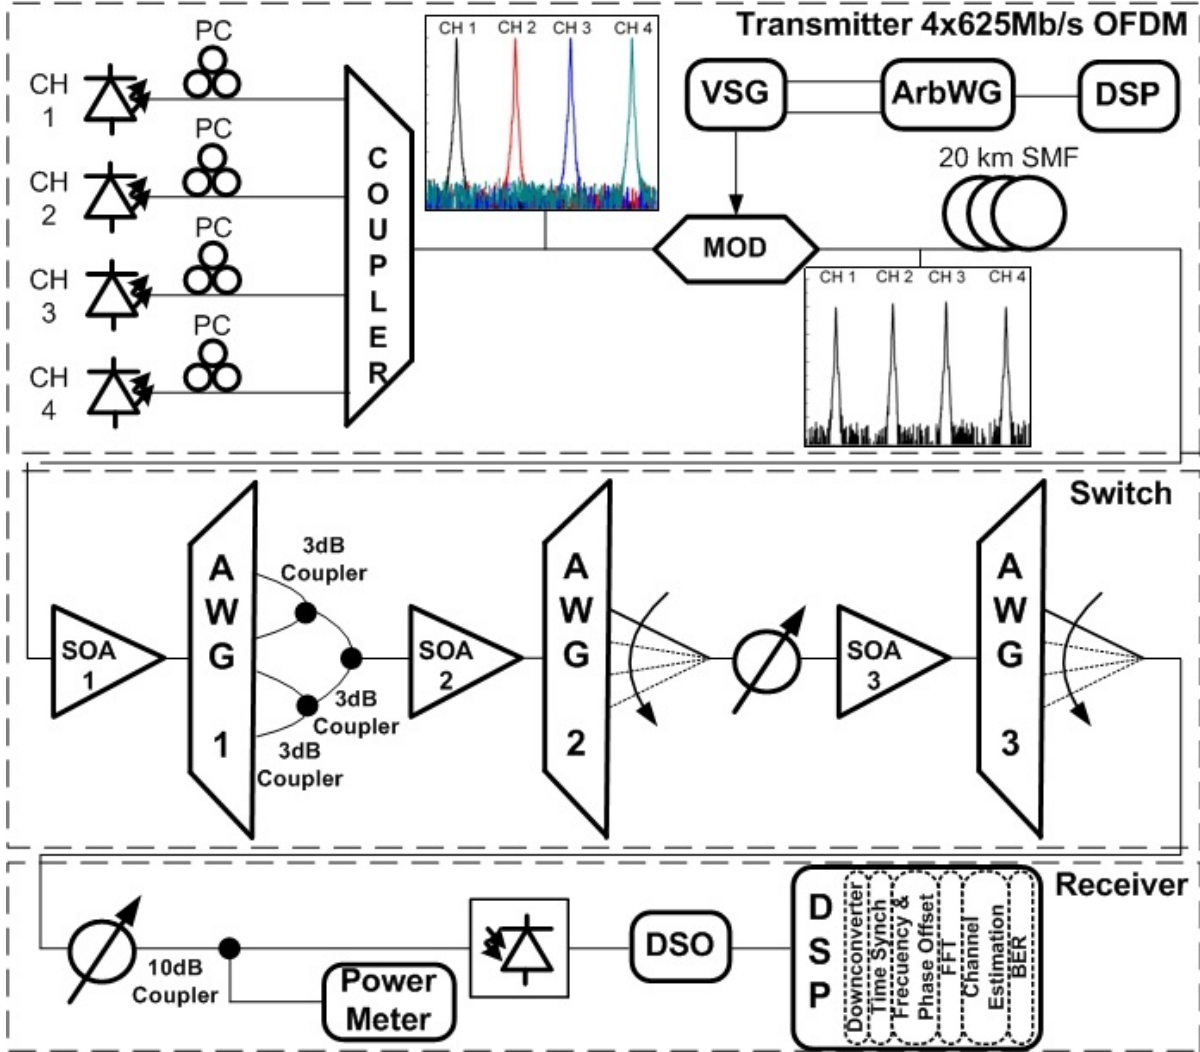 Transmitter 4x625Mb/s OFDM
CH
1
PC
CH
2
PC
CH
3
PC
CH
4
PC
C
O
U
P
L
E
R
CH 1 CH 2 CH 3 CH 4
VSG
ArbWG
DSP
20 km SMF
MOD
CH 1 CH 2 CH 3 CH 4
Switch
SOA
1
A
W
G
1
3dB
Coupler
3dB
Coupler
3dB
Coupler
SOA
2
A
W
G
2
SOA
3
A
W
G
3
Receiver
10dB
Coupler
Power
Meter
DSO
D
S
P
Downconverter
Time Synch
Frecuency &
Phase Offset
FFT
Channel
Estimation
BER